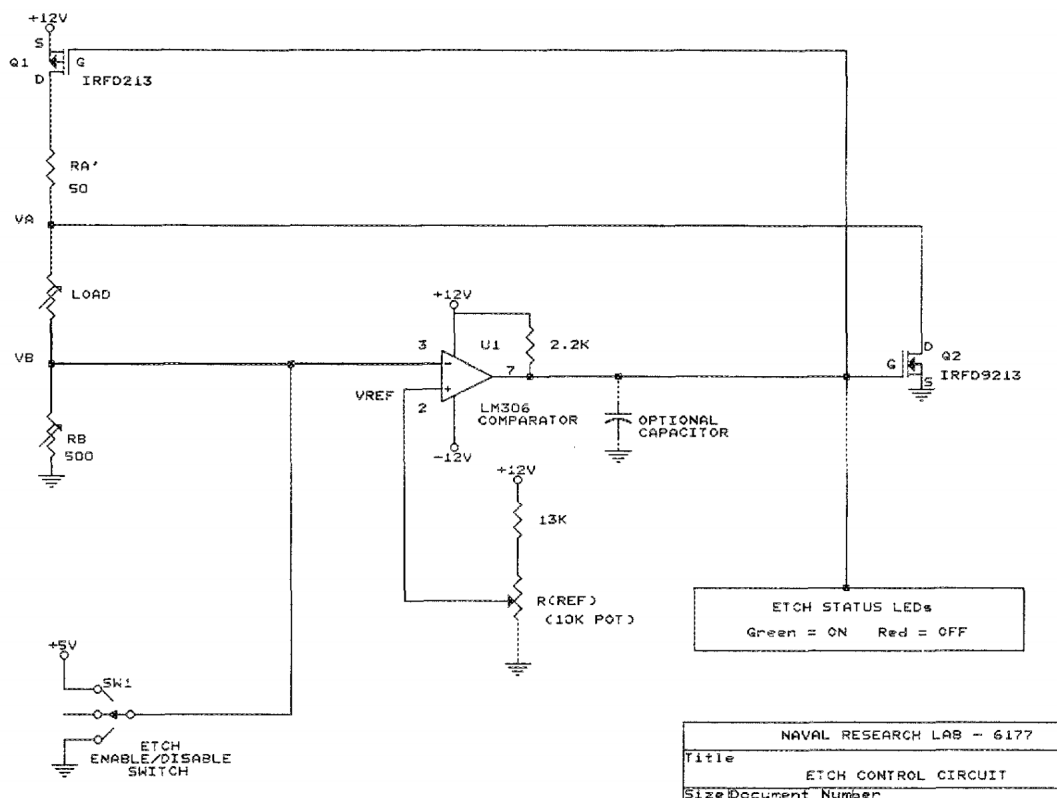 +12V
S
Q1
G
D
IRFD213
RA'
50
VA
LOAD
+12V
3
U1
2.2K
VB
-
7
D
G
Q2
IRFD9213
S
+
VREF
2
LM306
COMPARATOR
OPTIONAL
CAPACITOR
RB
500
-12V
+12V
13K
R(REF)
(10K POT)
ETCH STATUS LEDs
Green = ON Red = OFF
+5V
SW1
ETCH
ENABLE/DISABLE
SWITCH
NAVAL RESEARCH LAB - 6177
Title
ETCH CONTROL CIRCUIT
Size Document Number